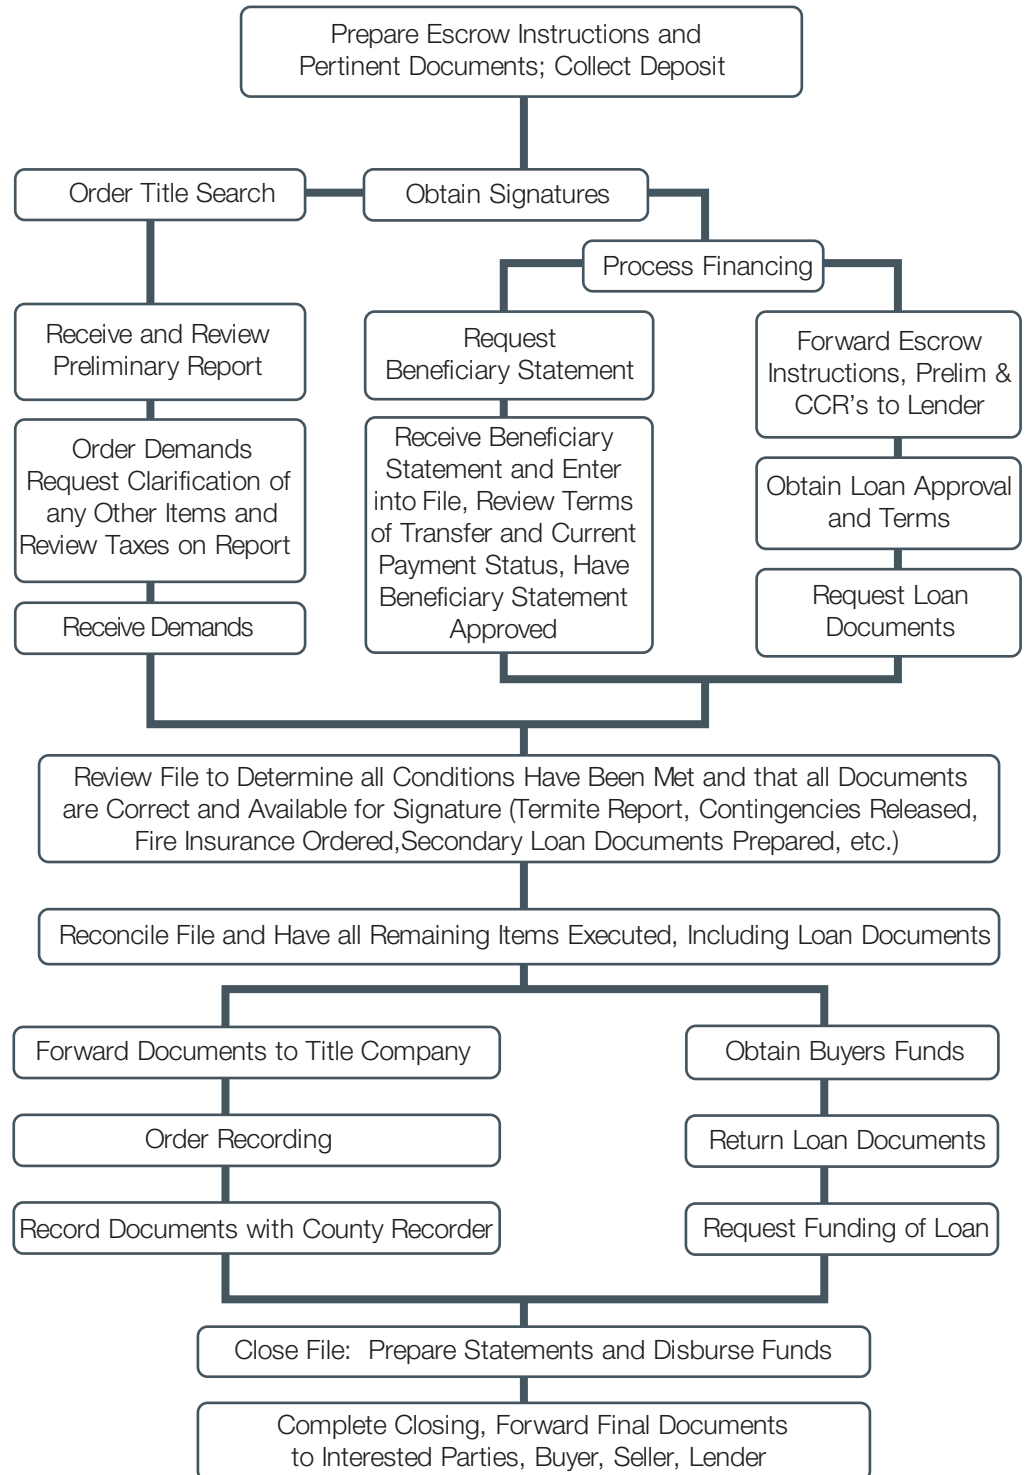 Prepare Escrow Instructions and
Pertinent Documents; Collect Deposit
Order Title Search
Obtain Signatures
Process Financing
Receive and Review
Preliminary Report
Order Demands
Request Clarification of
any Other Items and
Review Taxes on Report
Receive Demands
Request
Beneficiary Statement
Receive Beneficiary
Statement and Enter
into File, Review Terms
of Transfer and Current
Payment Status, Have
Beneficiary Statement
Approved
Forward Escrow
Instructions, Prelim &
CCR's to Lender
Obtain Loan Approval
and Terms
Request Loan
Documents
Review File to Determine all Conditions Have Been Met and that all Documents
are Correct and Available for Signature (Termite Report, Contingencies Released,
Fire Insurance Ordered,Secondary Loan Documents Prepared, etc.)
Reconcile File and Have all Remaining Items Executed, Including Loan Documents
Forward Documents to Title Company
Order Recording
Record Documents with County Recorder
Obtain Buyers Funds
Return Loan Documents
Request Funding of Loan
Close File: Prepare Statements and Disburse Funds
Complete Closing, Forward Final Documents
to Interested Parties, Buyer, Seller, Lender